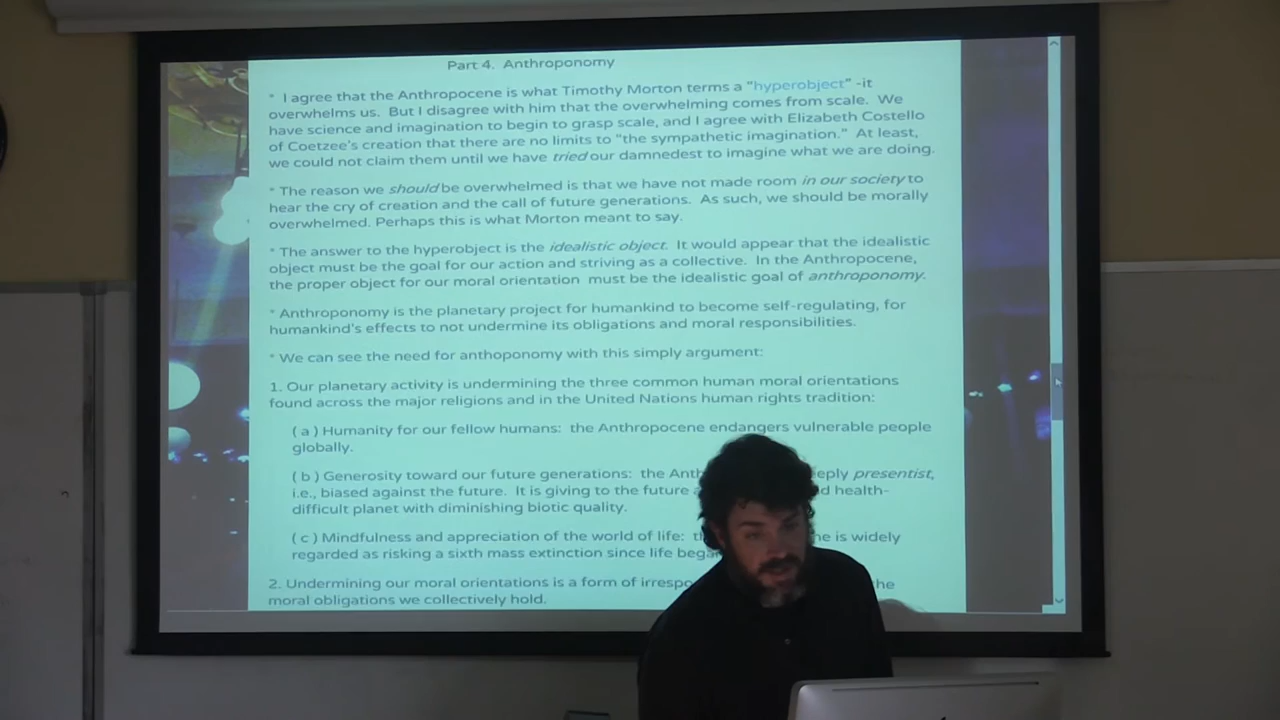 Part 4. Anthroponomy
* I agree that the Anthropocene is what Timothy Morton terms a "hyperobject" -it
overwhelms us. But I disagree with him that the overwhelming comes from scale. We
have science and imagination to begin to grasp scale, and I agree with Elizabeth Costello
of Coetzee's creation that there are no limits to "the sympathetic imagination." At least,
we could not claim them until we have tried our damnedest to imagine what we are doing.
* The reason we should be overwhelmed is that we have not made room in our society to
hear the cry of creation and the call of future generations. As such, we should be morally
overwhelmed. Perhaps this is what Morton meant to say.
* The answer to the hyperobject is the idealistic object. It would appear that the idealistic
object must be the goal for our action and striving as a collective. In the Anthropocene,
the proper object for our moral orientation must be the idealistic goal of anthroponomy.
* Anthroponomy is the planetary project for humankind to become self-regulating, for
humankind's effects to not undermine its obligations and moral responsibilities.
* We can see the need for anthoponomy with this simply argument:
1. Our planetary activity is undermining the three common human moral orientations
found across the major religions and in the United Nations human rights tradition:
( a ) Humanity for our fellow humans: the Anthropocene endangers vulnerable people
globally.
( b ) Generosity toward our future generations: the Anth eply presentist,
i.e., biased against the future. It is giving to the future d health-
difficult planet with diminishing biotic quality.
( c ) Mindfulness and appreciation of the world of life: ne is widely
regarded as risking a sixth mass extinction since life bega
2. Undermining our moral orientations is a form of irrespo he
moral obligations we collectively hold.